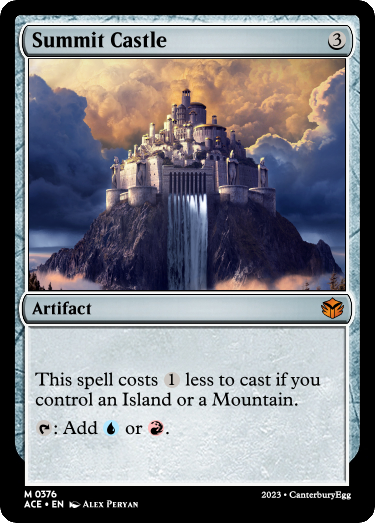 Summit Castle 3
Artifact
This spell costs 1 less to cast if you
control an Island or a Mountain.
: Add or .
M 0376
ACE • EN Alex Peryan
2023 • CanterburyEgg